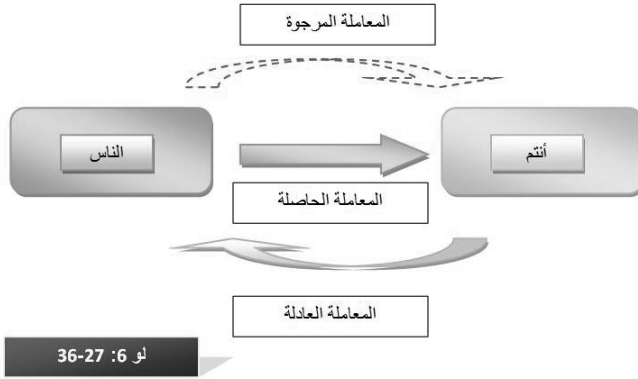 المعاملة المرجوة
أنتم
الناس
المعاملة الحاصلة
المعاملة العادلة
لو 6: 27-36